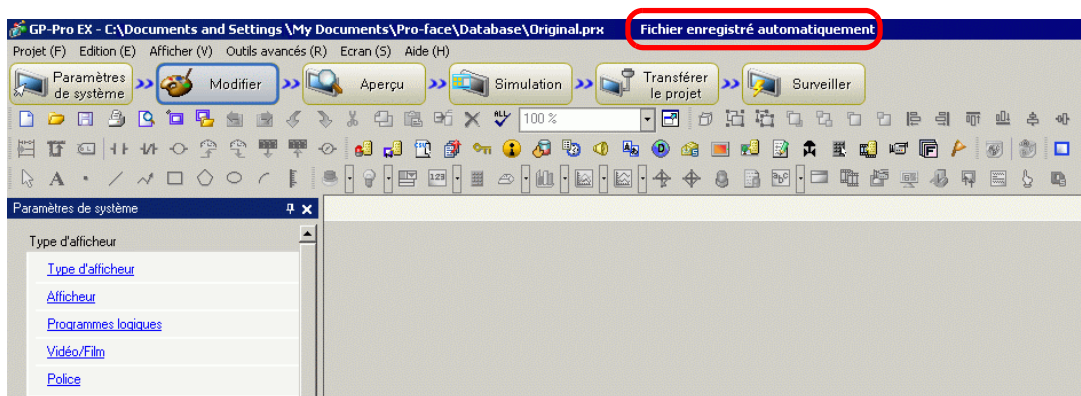 GP-Pro EX - C:\Documents and Settings \My Documents\Pro-face\Database\Original.prx Fichier enregistré automatiquement
Projet (F) Edition (E) Afficher (V) Outils avancés (R) Ecran (S) Aide (H)
Paramètres de système >> Modifier >> Aperçu >> Simulation >> Transférer le projet >> Surveiller
100 %
Paramètres de système
Type d'afficheur
Type d'afficheur
Afficheur
Programmes logiques
Vidéo/Film
Police